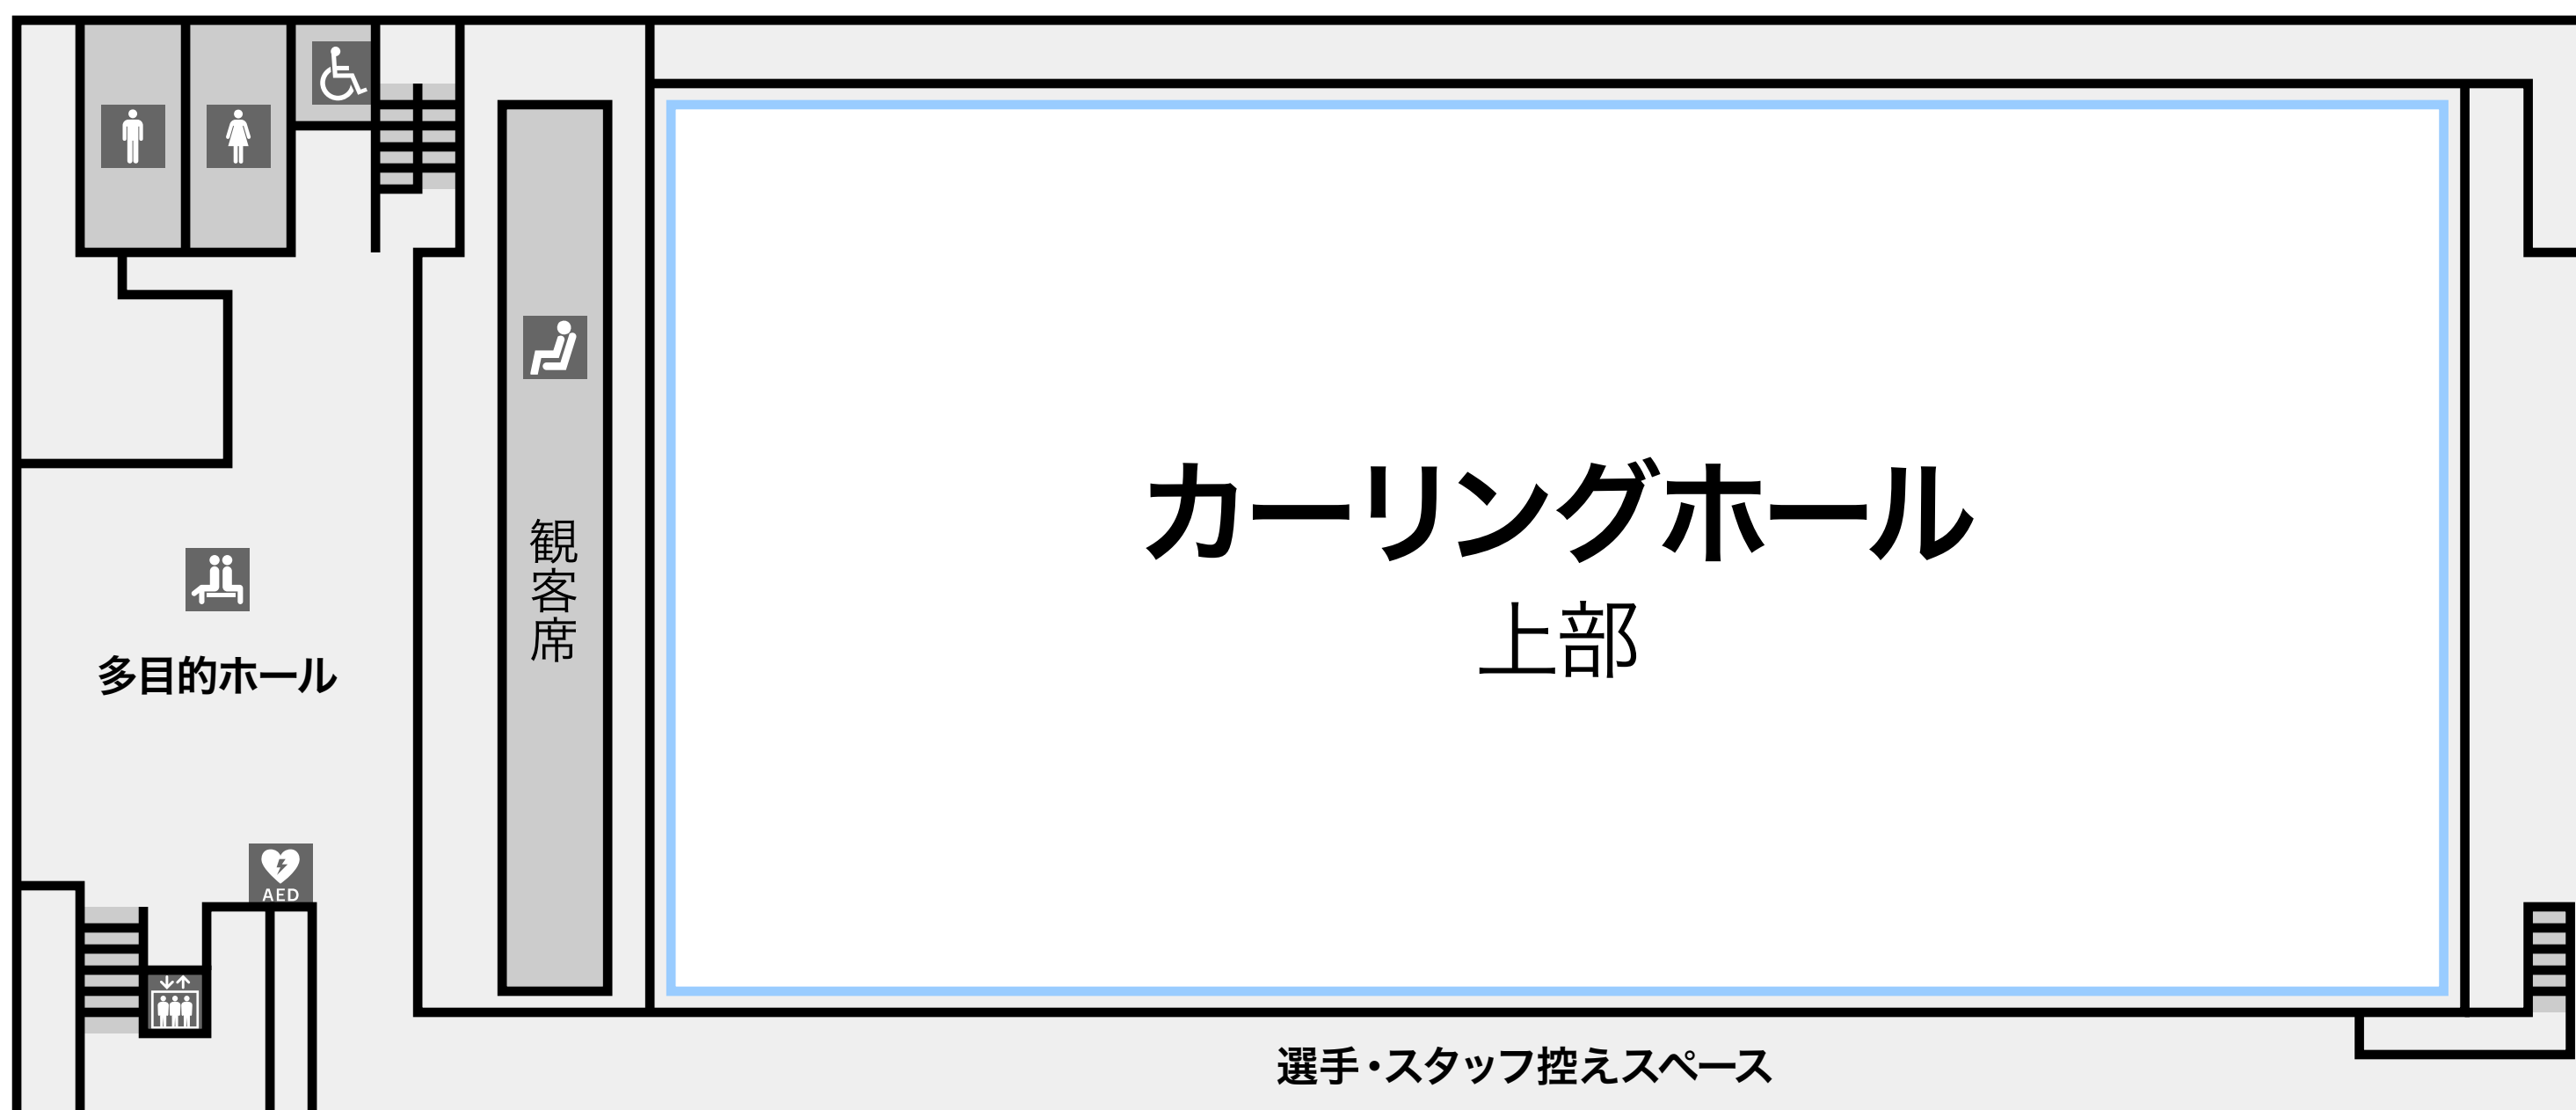 カーリングホール
上部
観客席
多目的ホール
AED
選手・スタッフ控えスペース